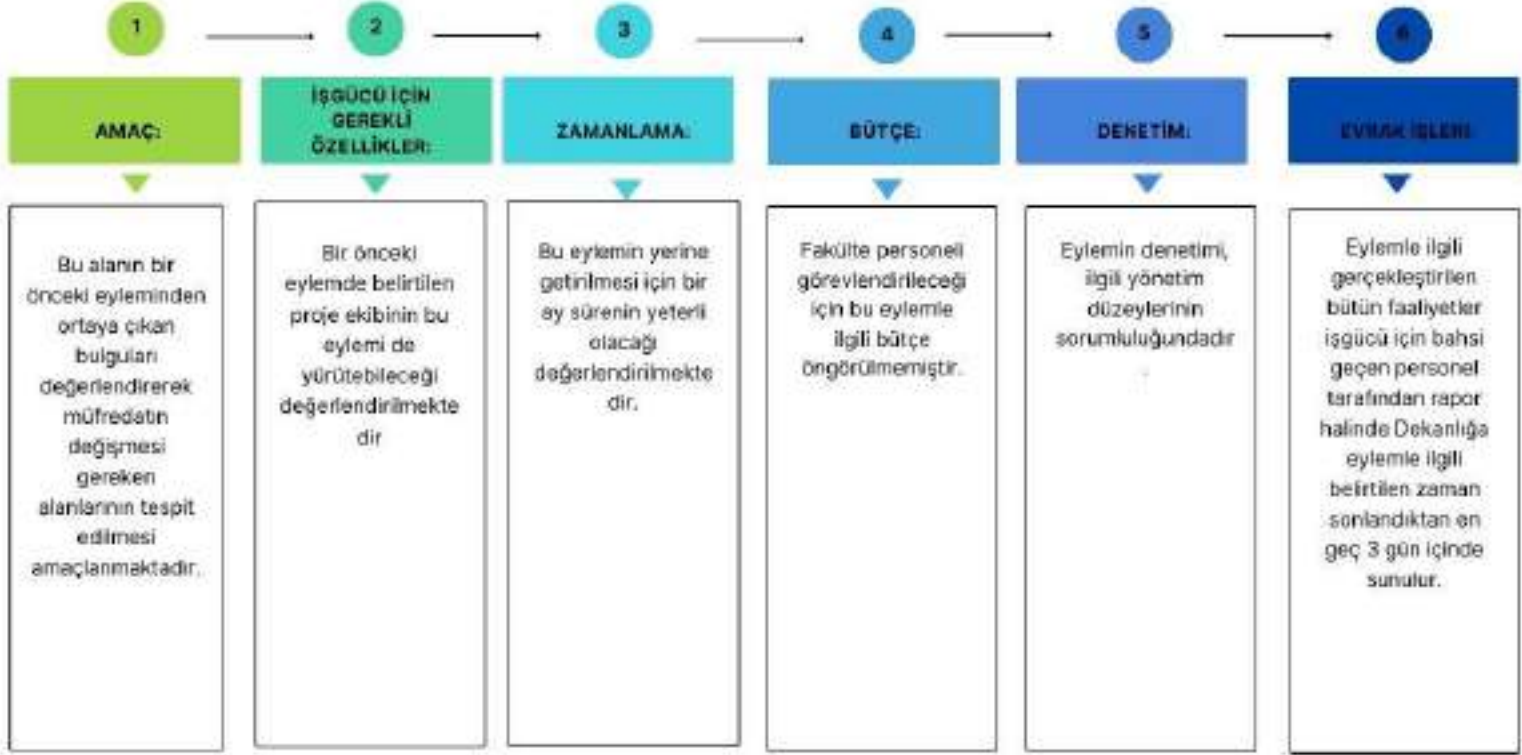 1
2
3
4
5
6
AMAÇ:
İŞGÜCÜ İÇİN
GEREKLİ
ÖZELLİKLER:
ZAMANLAMA:
BÜTÇE:
DENETİM:
EVRAK İŞLERİ:
Bu alanın bir
önceki eyleminden
ortaya çıkan
bulguları
değerlendirerek
müfredatın
değişmesi
gereken
alanlarının tespit
edilmesi
amaçlanmaktadır.
Bir önceki
eylemde belirtilen
proje ekibinin bu
eylemi de
yürütebileceği
değerlendirilmekte
dir
Bu eylemin yerine
getirilmesi için bir
ay sürenin yeterli
olacağı
değerlendirilmekte
dir.
Fakülte personeli
görevlendirileceği
için bu eylemle
ilgili bütçe
öngörülmemiştir.
Eylemin denetimi,
ilgili yönetim
düzeylerinin
sorumluluğundadır
.
Eylemle ilgili
gerçekleştirilen
bütün faaliyetler
işgücü için bahsi
geçen personel
tarafından rapor
halinde Dekanlığa
eylemle ilgili
belirtilen zaman
sonlandıktan en
geç 3 gün içinde
sunulur.